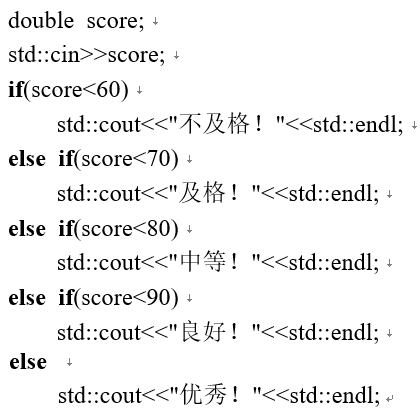 double  score;
std::cin>>score;
if(score<60)
std::cout<<"不及格！"<<std::endl;
else  if(score<70)
std::cout<<"及格！"<<std::endl;
else  if(score<80)
std::cout<<"中等！"<<std::endl;
else  if(score<90)
std::cout<<"良好！"<<std::endl;
else
std::cout<<"优秀！"<<std::endl;